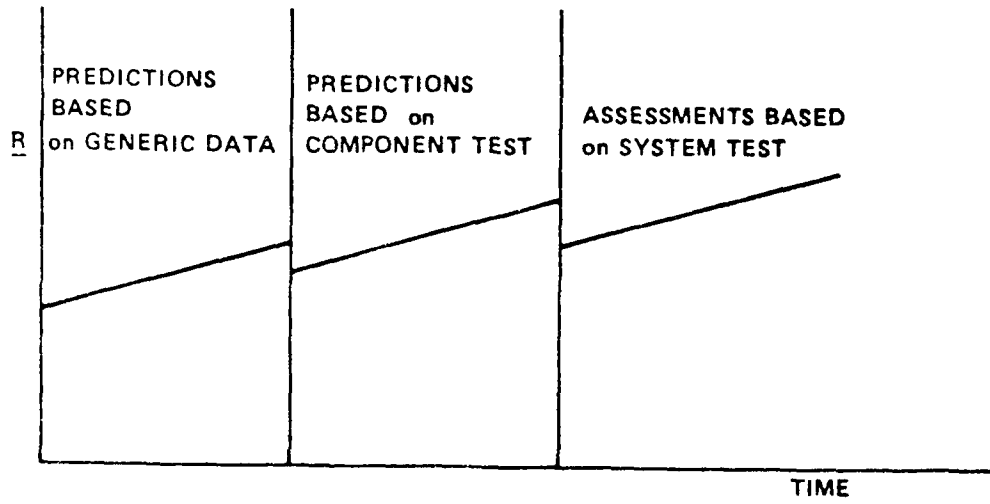 PREDICTIONS
BASED
on GENERIC DATA
PREDICTIONS
BASED on
COMPONENT TEST
ASSESSMENTS BASED
on SYSTEM TEST
R
TIME